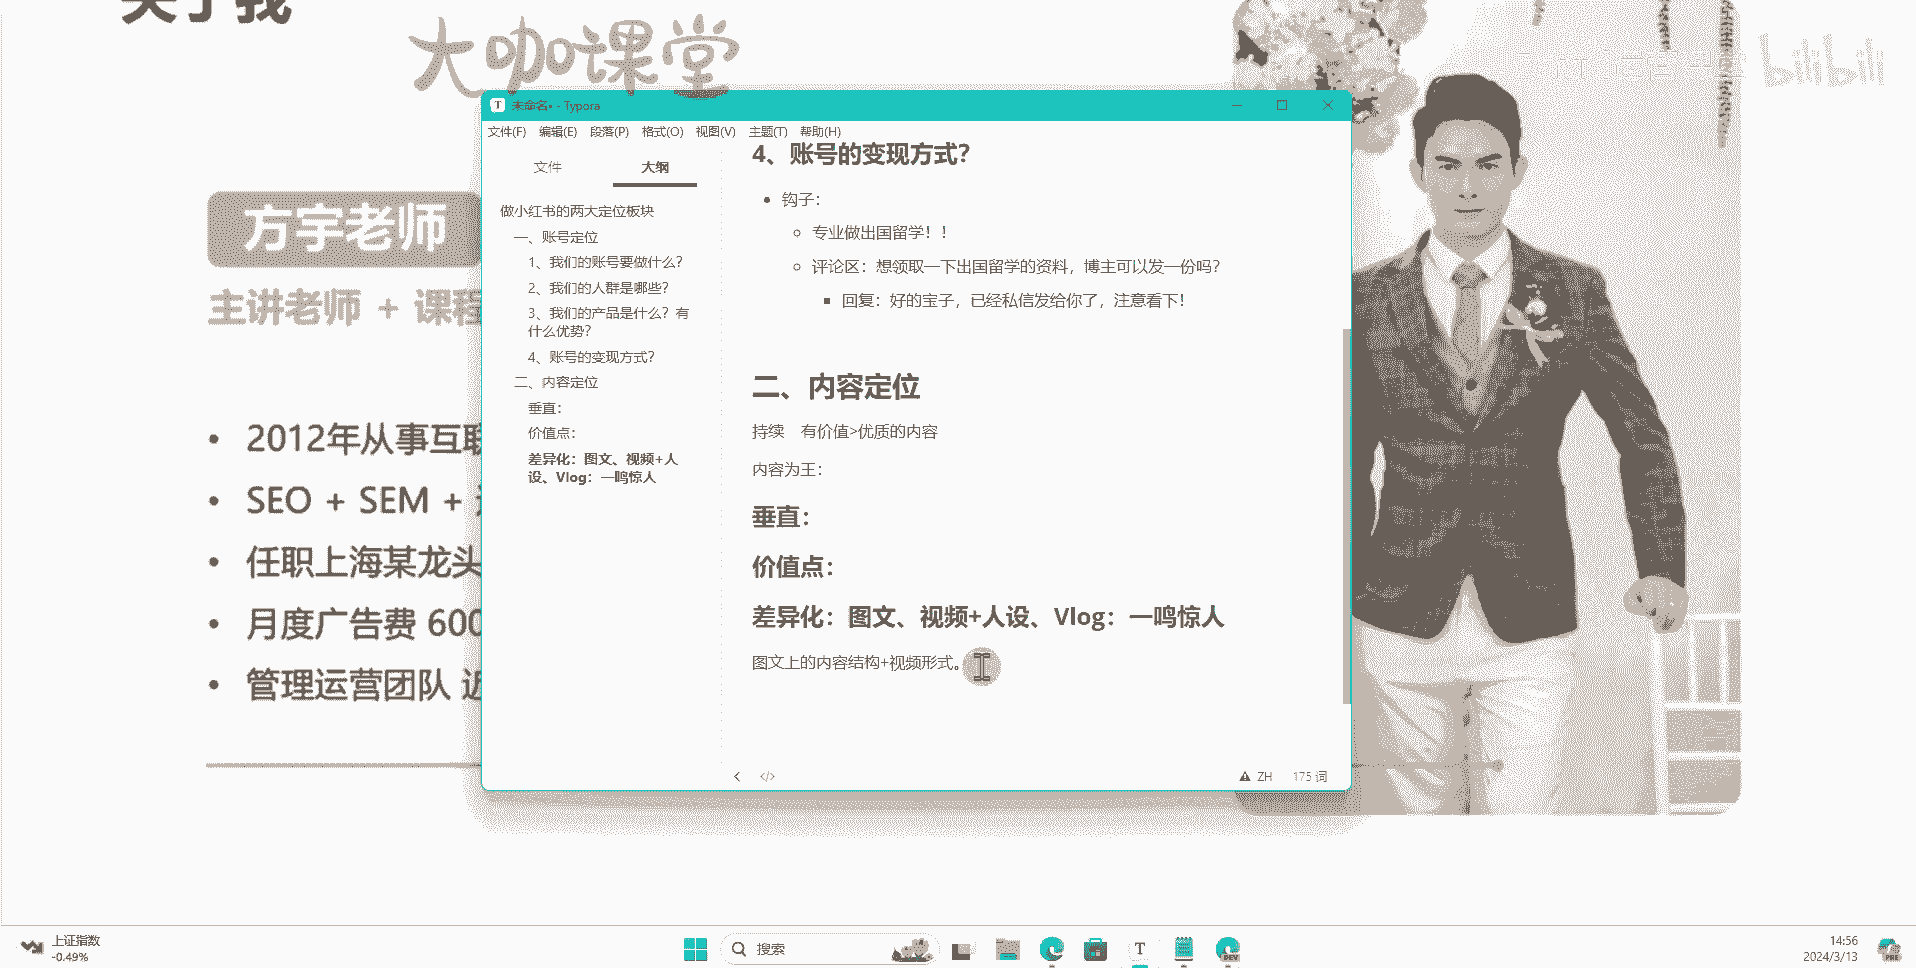 关于我
大咖课堂
bilibili
方宇老师
主讲老师 + 课程
2012年从事互联
SEO + SEM +
任职上海某龙头
月度广告费 600
管理运营团队 近
未命名• - Typora
文件(F) 编辑(E) 段落(P) 格式(O) 视图(V) 主题(T) 帮助(H)
文件 大纲
做小红书的两大定位板块
一、账号定位
1、我们的账号要做什么？
2、我们的人群是哪些？
3、我们的产品是什么？有
什么优势？
4、账号的变现方式？
二、内容定位
垂直：
价值点：
差异化：图文、视频+人
设、Vlog：一鸣惊人
4、账号的变现方式？
钩子：
专业做出国留学！！
评论区：想领取一下出国留学的资料，博主可以发一份吗？
回复：好的宝子，已经私信发给你了，注意看下！
二、内容定位
持续 有价值>优质的内容
内容为王：
垂直：
价值点：
差异化：图文、视频+人设、Vlog：一鸣惊人
图文上的内容结构+视频形式。
ZH 175 词
上证指数
-0.49%
搜索
T
DEV
14:56
2024/3/13
PRE